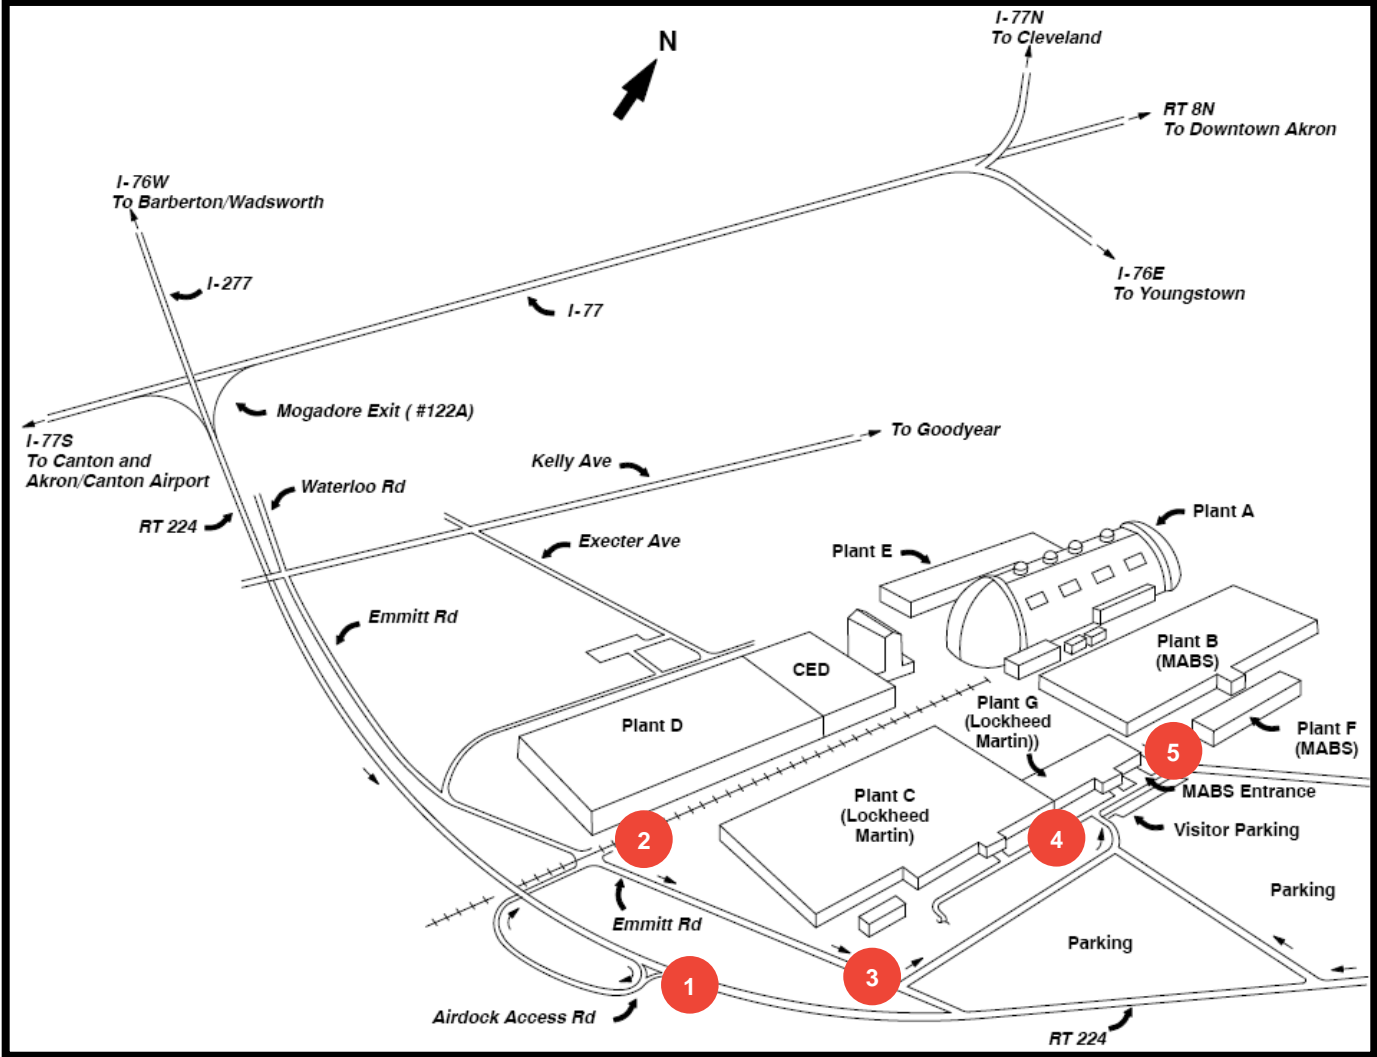 I-77N
To Cleveland
N
RT 8N
To Downtown Akron
I-76W
To Barberton/Wadsworth
I-277
I-76E
To Youngstown
I-77
Mogadore Exit ( #122A)
I-77S
To Canton and
Akron/Canton Airport
To Goodyear
Kelly Ave
Waterloo Rd
RT 224
Execter Ave
Plant A
Plant E
Emmitt Rd
Plant B
(MABS)
CED
Plant D
Plant G
(Lockheed
Martin))
Plant F
(MABS)
5
MABS Entrance
Plant C
(Lockheed
Martin)
Visitor Parking
2
4
Parking
Emmitt Rd
Parking
3
1
Airdock Access Rd
RT 224